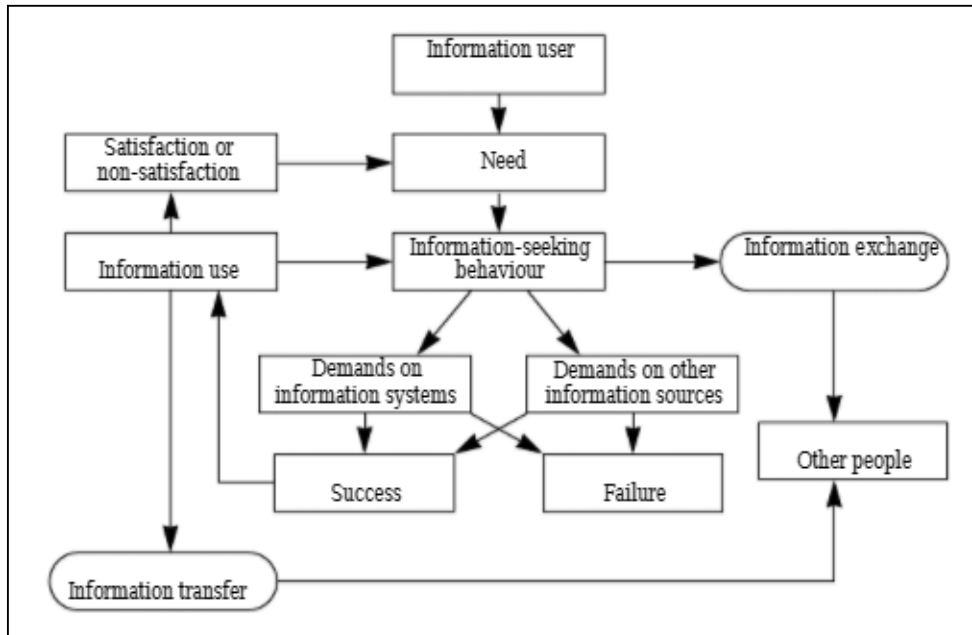 Information user
Satisfaction or
non-satisfaction
Need
Information use
Information-seeking
behaviour
Information exchange
Demands on
information systems
Demands on other
information sources
Success
Failure
Other people
Information transfer